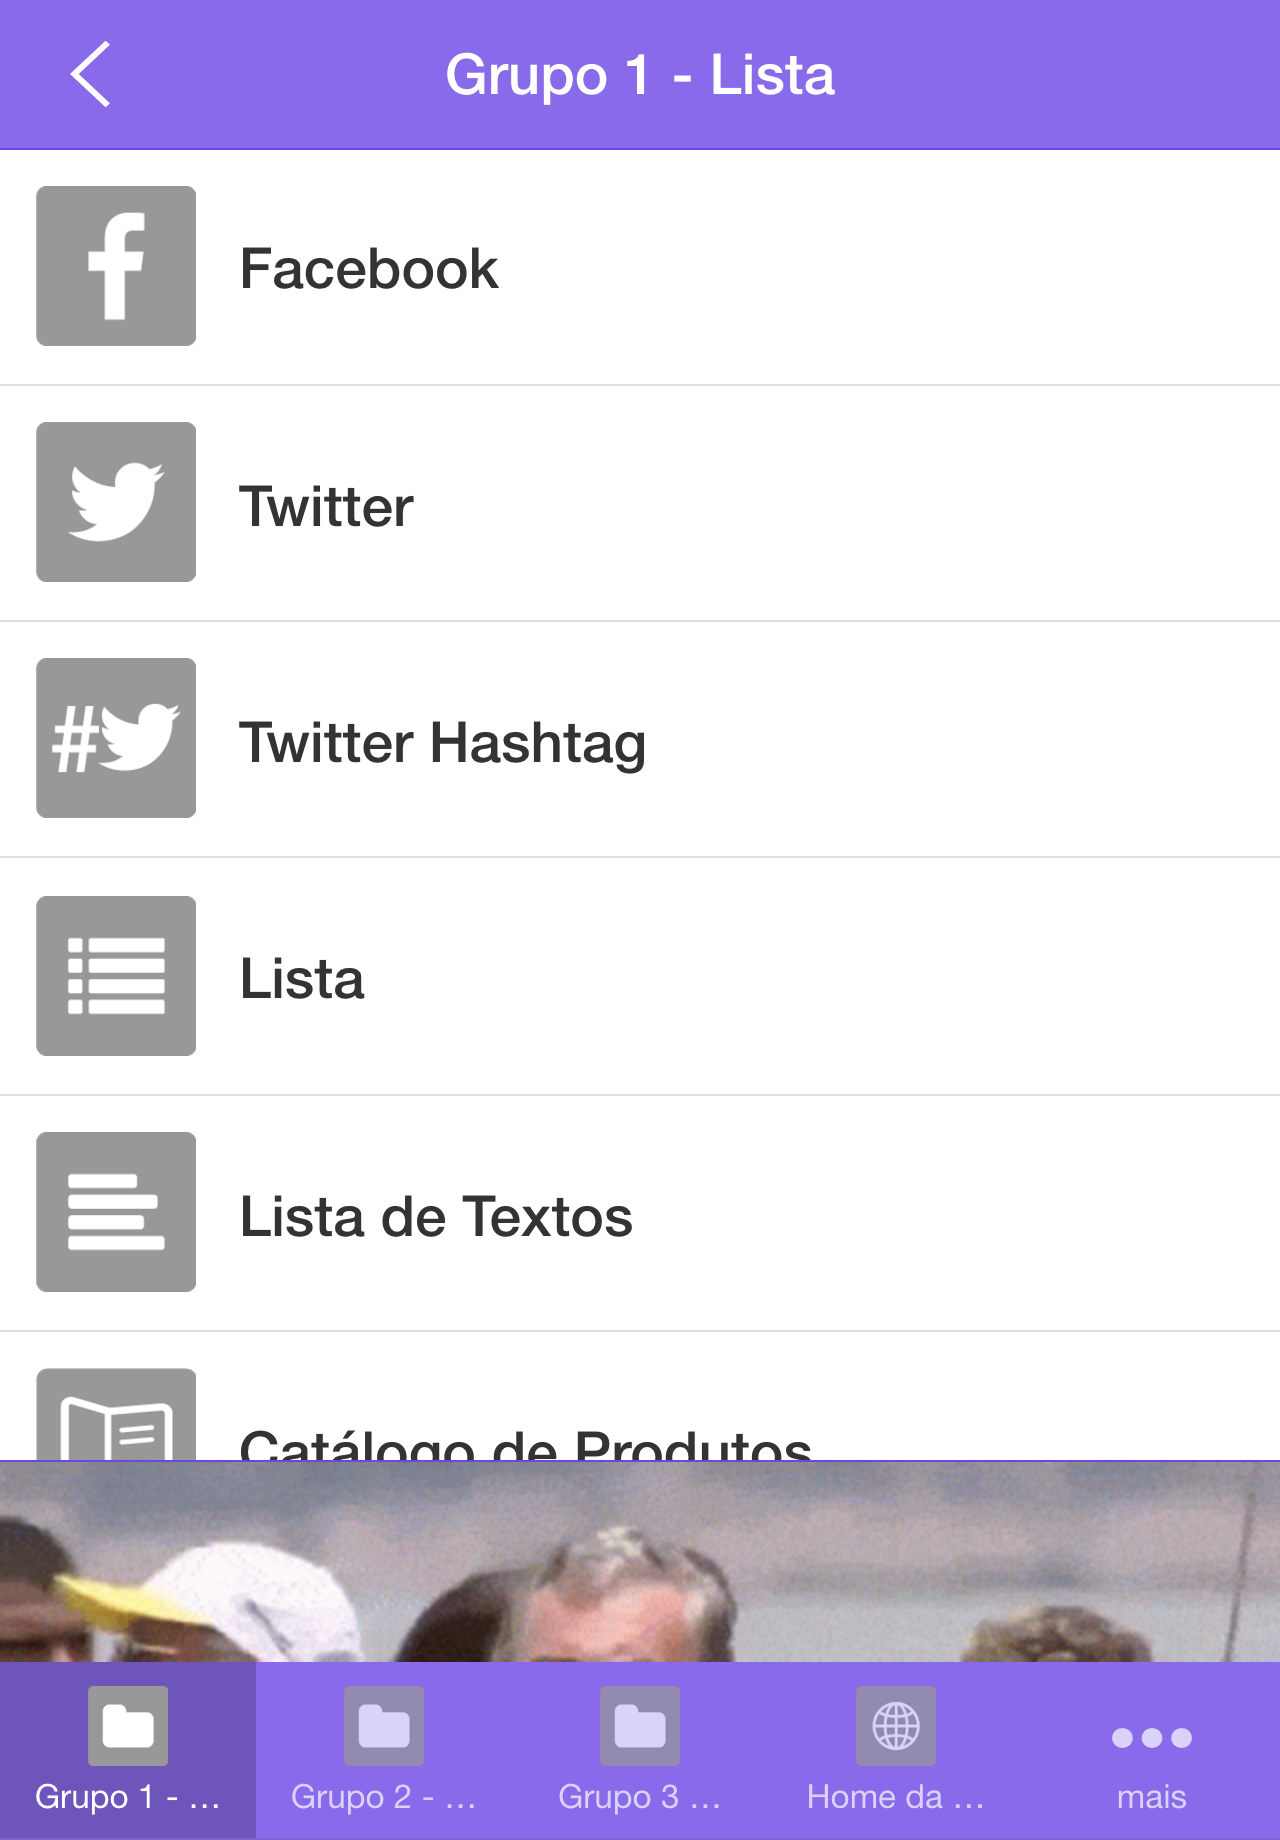 Grupo 1 - Lista
Facebook
Twitter
#
Twitter Hashtag
Lista
Lista de Textos
Catálogo de Produtos
Grupo 1 - ...
Grupo 2 - ...
Grupo 3 ...
Home da ...
mais